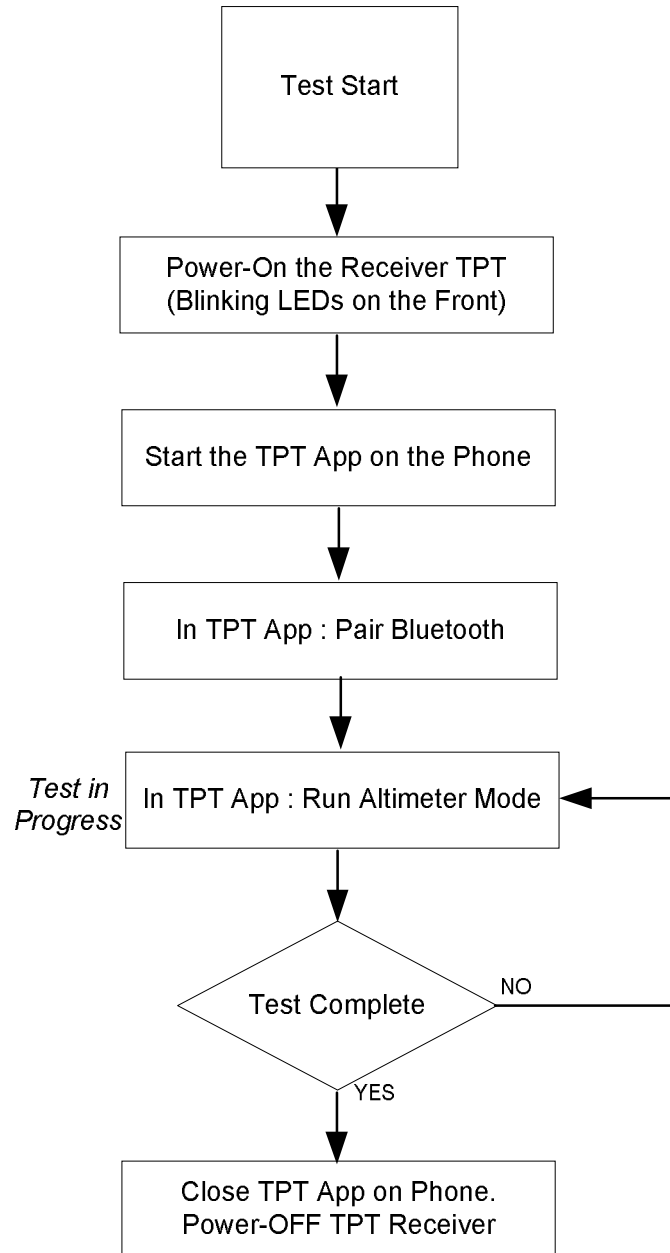 Test Start
Power-On the Receiver TPT
(Blinking LEDs on the Front)
Start the TPT App on the Phone
In TPT App : Pair Bluetooth
Test in
Progress
In TPT App : Run Altimeter Mode
Test Complete
NO
YES
Close TPT App on Phone.
Power-OFF TPT Receiver